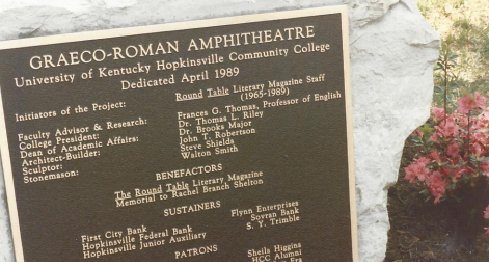 GRAECO-ROMAN AMPHITHEATRE
University of Kentucky Hopkinsville Community College
Dedicated April 1989
Initiators of the Project: Round Table Literary Magazine Staff
(1965-1989)
Faculty Advisor & Research: Frances G. Thomas, Professor of English
College President: Dr. Thomas L. Riley
Dean of Academic Affairs: Dr. Brooks Major
Architect-Builder: John T. Robertson
Sculptor: Steve Shields
Stonemason: Walton Smith
BENEFACTORS
The Round Table Literary Magazine
Memorial to Rachel Branch Shelton
SUSTAINERS
First City Bank Flynn Enterprises
Hopkinsville Federal Bank Sovran Bank
Hopkinsville Junior Auxiliary S. Y. Trimble
PATRONS
Sheila Higgins
HCC Alumni
Era